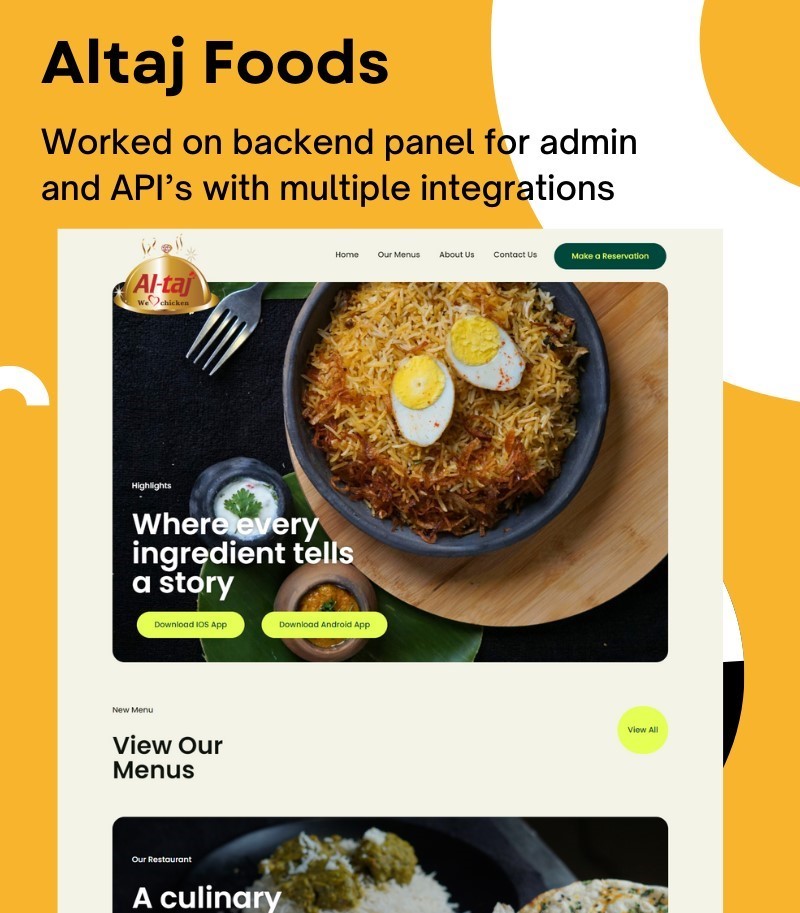 Altaj Foods
Worked on backend panel for admin
and API’s with multiple integrations
Al-taj
We chicken
Home Our Menus About Us Contact Us Make a Reservation
Highlights
Where every
ingredient tells
a story
Download IOS App Download Android App
New Menu
View Our
Menus
View All
Our Restaurant
A culinary